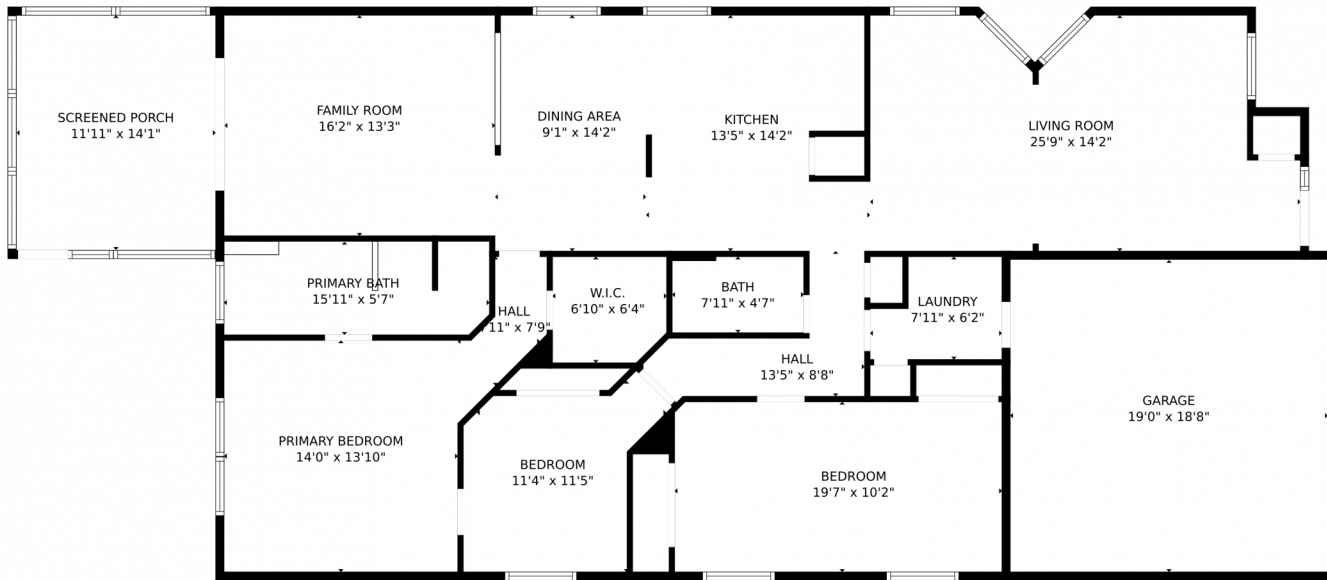 SCREENED PORCH
11'11" x 14'1"
FAMILY ROOM
16'2" x 13'3"
DINING AREA
9'1" x 14'2"
KITCHEN
13'5" x 14'2"
LIVING ROOM
25'9" x 14'2"
PRIMARY BATH
15'11" x 5'7"
HALL
'11" x 7'9"
W.I.C.
6'10" x 6'4"
BATH
7'11" x 4'7"
LAUNDRY
7'11" x 6'2"
HALL
13'5" x 8'8"
GARAGE
19'0" x 18'8"
PRIMARY BEDROOM
14'0" x 13'10"
BEDROOM
11'4" x 11'5"
BEDROOM
19'7" x 10'2"